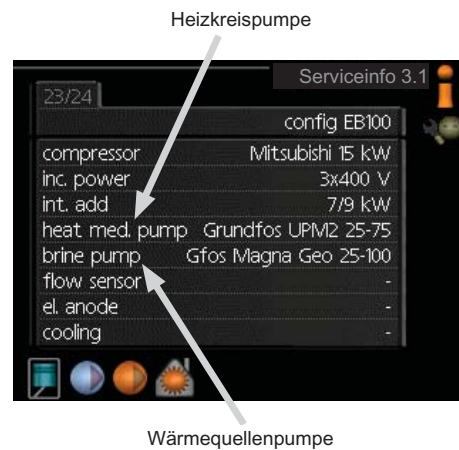 Heizkreispumpe
Serviceinfo 3.1
23/24
config EB100
compressor Mitsubishi 15 kW
inc. power 3x400 V
int. add 7/9 kW
heat med. pump Grundfos UPM2 25-75
brine pump Gfos Magna Geo 25-100
flow sensor -
el. anode -
cooling -
Wärmequellenpumpe